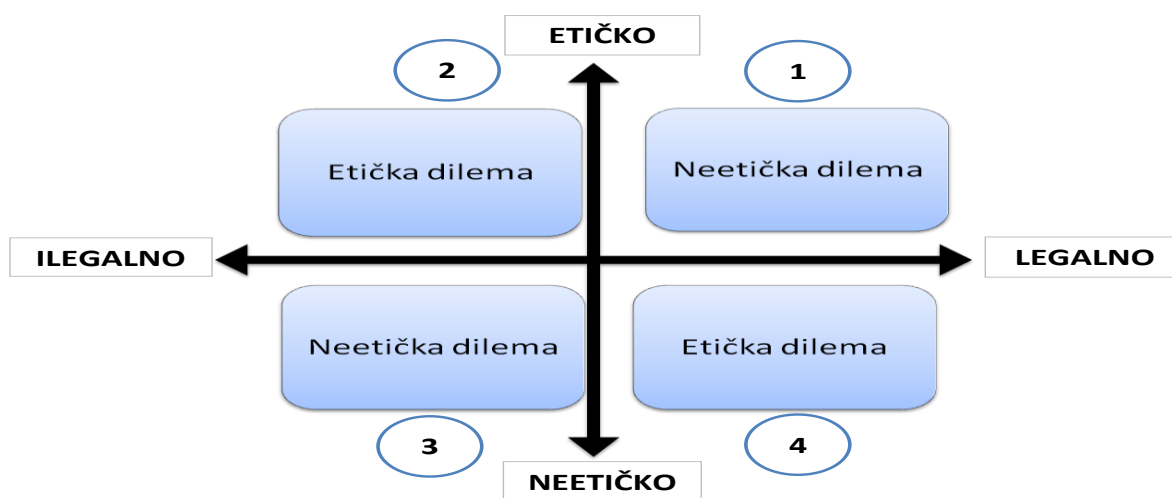 ETIČKO
2
1
Etička dilema
Neetička dilema
ILEGALNO
LEGALNO
Neetička dilema
Etička dilema
3
4
NEETIČKO